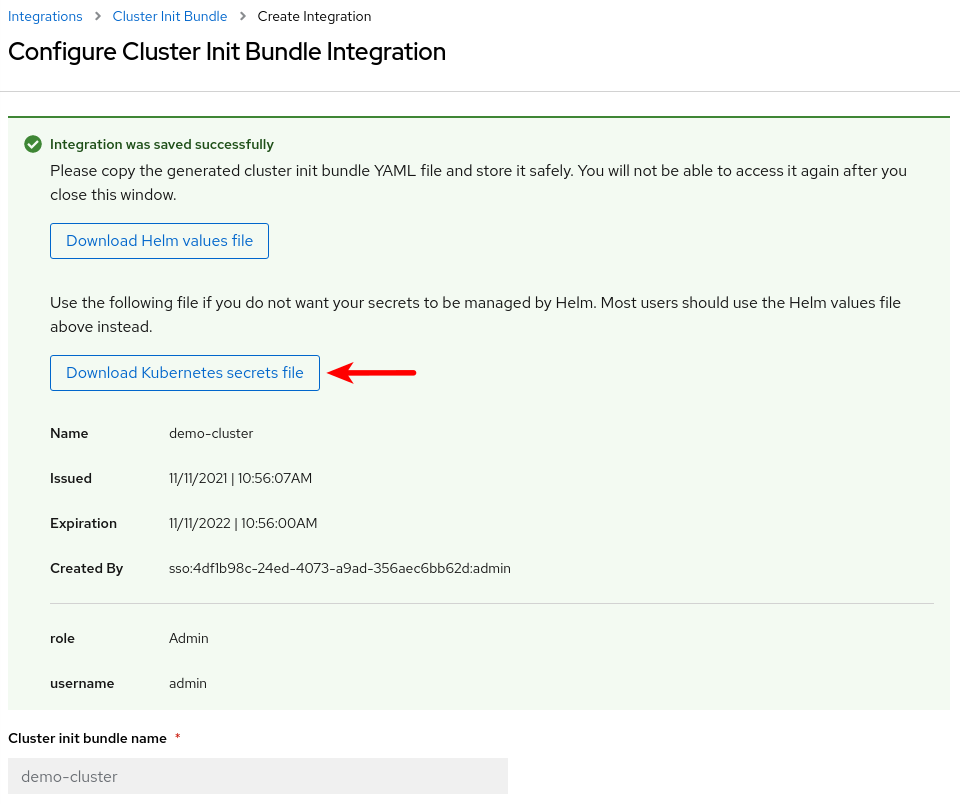 Integrations > Cluster Init Bundle > Create Integration
Configure Cluster Init Bundle Integration
Integration was saved successfully
Please copy the generated cluster init bundle YAML file and store it safely. You will not be able to access it again after you
close this window.
Download Helm values file
Use the following file if you do not want your secrets to be managed by Helm. Most users should use the Helm values file
above instead.
Download Kubernetes secrets file
Name demo-cluster
Issued 11/11/2021 | 10:56:07AM
Expiration 11/11/2022 | 10:56:00AM
Created By sso:4df1b98c-24ed-4073-a9ad-356aec6bb62d:admin
role Admin
username admin
Cluster init bundle name *
demo-cluster